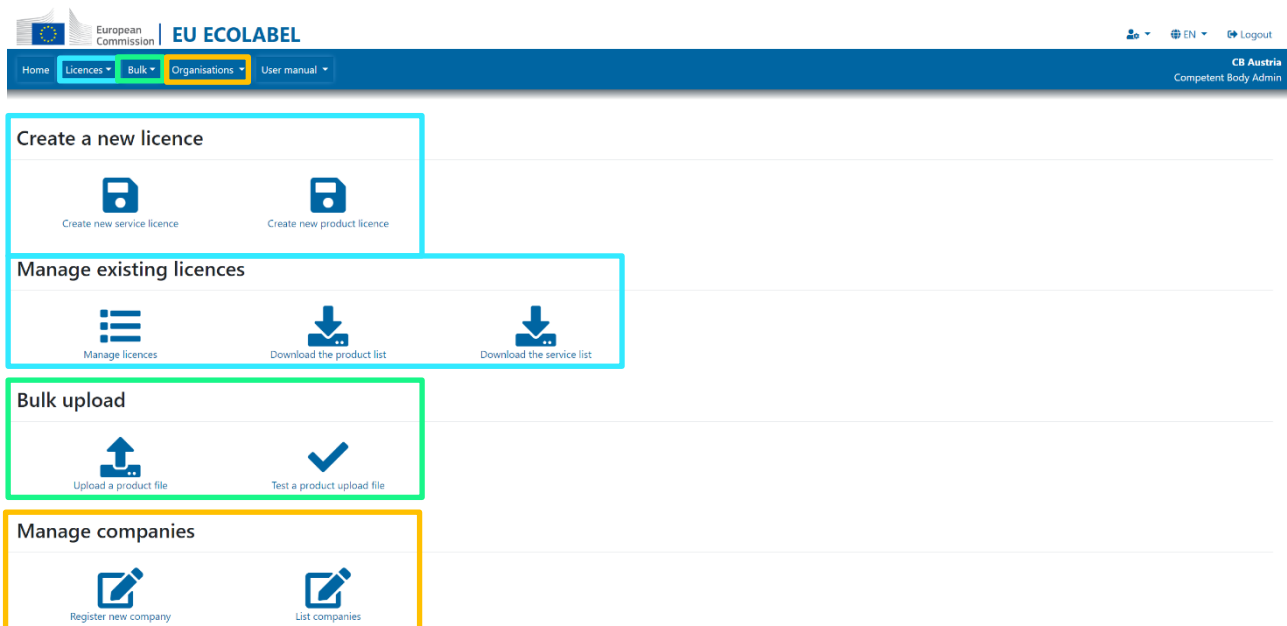 European
Commission
EU ECOLABEL
EN
Logout
Home Licences Bulk Organisations User manual
CB Austria
Competent Body Admin
Create a new licence
Create new service licence Create new product licence
Manage existing licences
Manage licences Download the product list Download the service list
Bulk upload
Upload a product file Test a product upload file
Manage companies
Register new company List companies